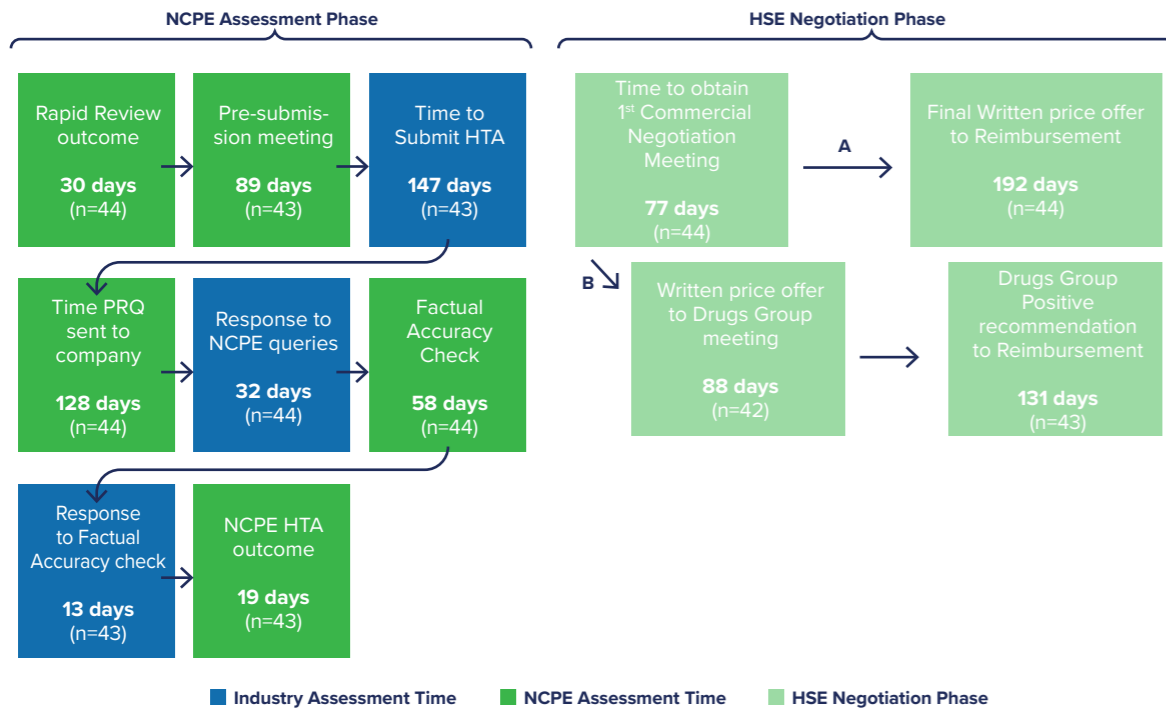 NCPE Assessment Phase
HSE Negotiation Phase
Rapid Review
outcome
30 days
(n=44)
Pre-submis-
sion meeting
89 days
(n=43)
Time to
Submit HTA
147 days
(n=43)
Time PRQ
sent to
company
128 days
(n=44)
Response to
NCPE queries
32 days
(n=44)
Factual
Accuracy
Check
58 days
(n=44)
Response
to Factual
Accuracy check
13 days
(n=43)
NCPE HTA
outcome
19 days
(n=43)
Time to obtain
1st Commercial
Negotiation
Meeting
77 days
(n=44)
A
Final Written price offer
to Reimbursement
192 days
(n=44)
B
Written price offer
to Drugs Group
meeting
88 days
(n=42)
Drugs Group
Positive
recommendation
to Reimbursement
131 days
(n=43)
Industry Assessment Time
NCPE Assessment Time
HSE Negotiation Phase